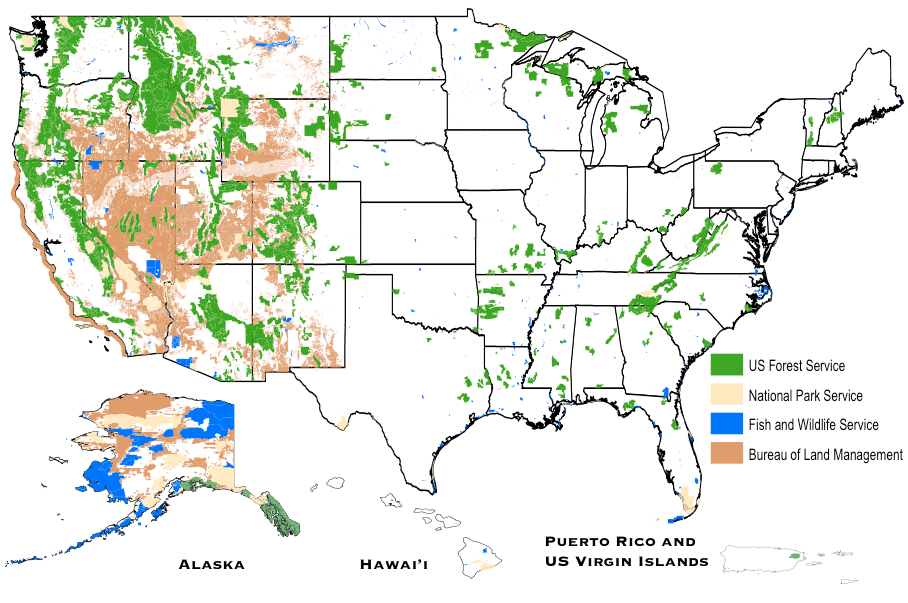 US Forest Service
National Park Service
Fish and Wildlife Service
Bureau of Land Management
Alaska
Hawai'i
Puerto Rico and
US Virgin Islands